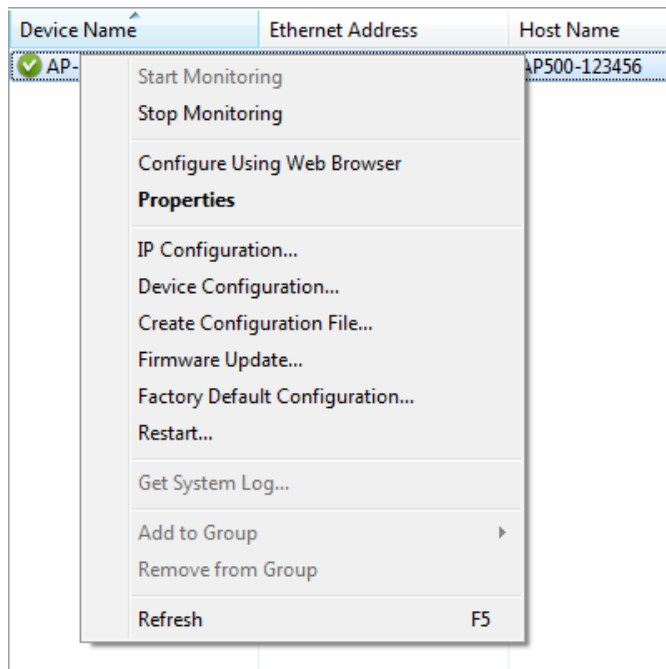 Device Name Ethernet Address Host Name
AP- AP500-123456
Start Monitoring
Stop Monitoring
Configure Using Web Browser
Properties
IP Configuration...
Device Configuration...
Create Configuration File...
Firmware Update...
Factory Default Configuration...
Restart...
Get System Log...
Add to Group
Remove from Group
Refresh F5